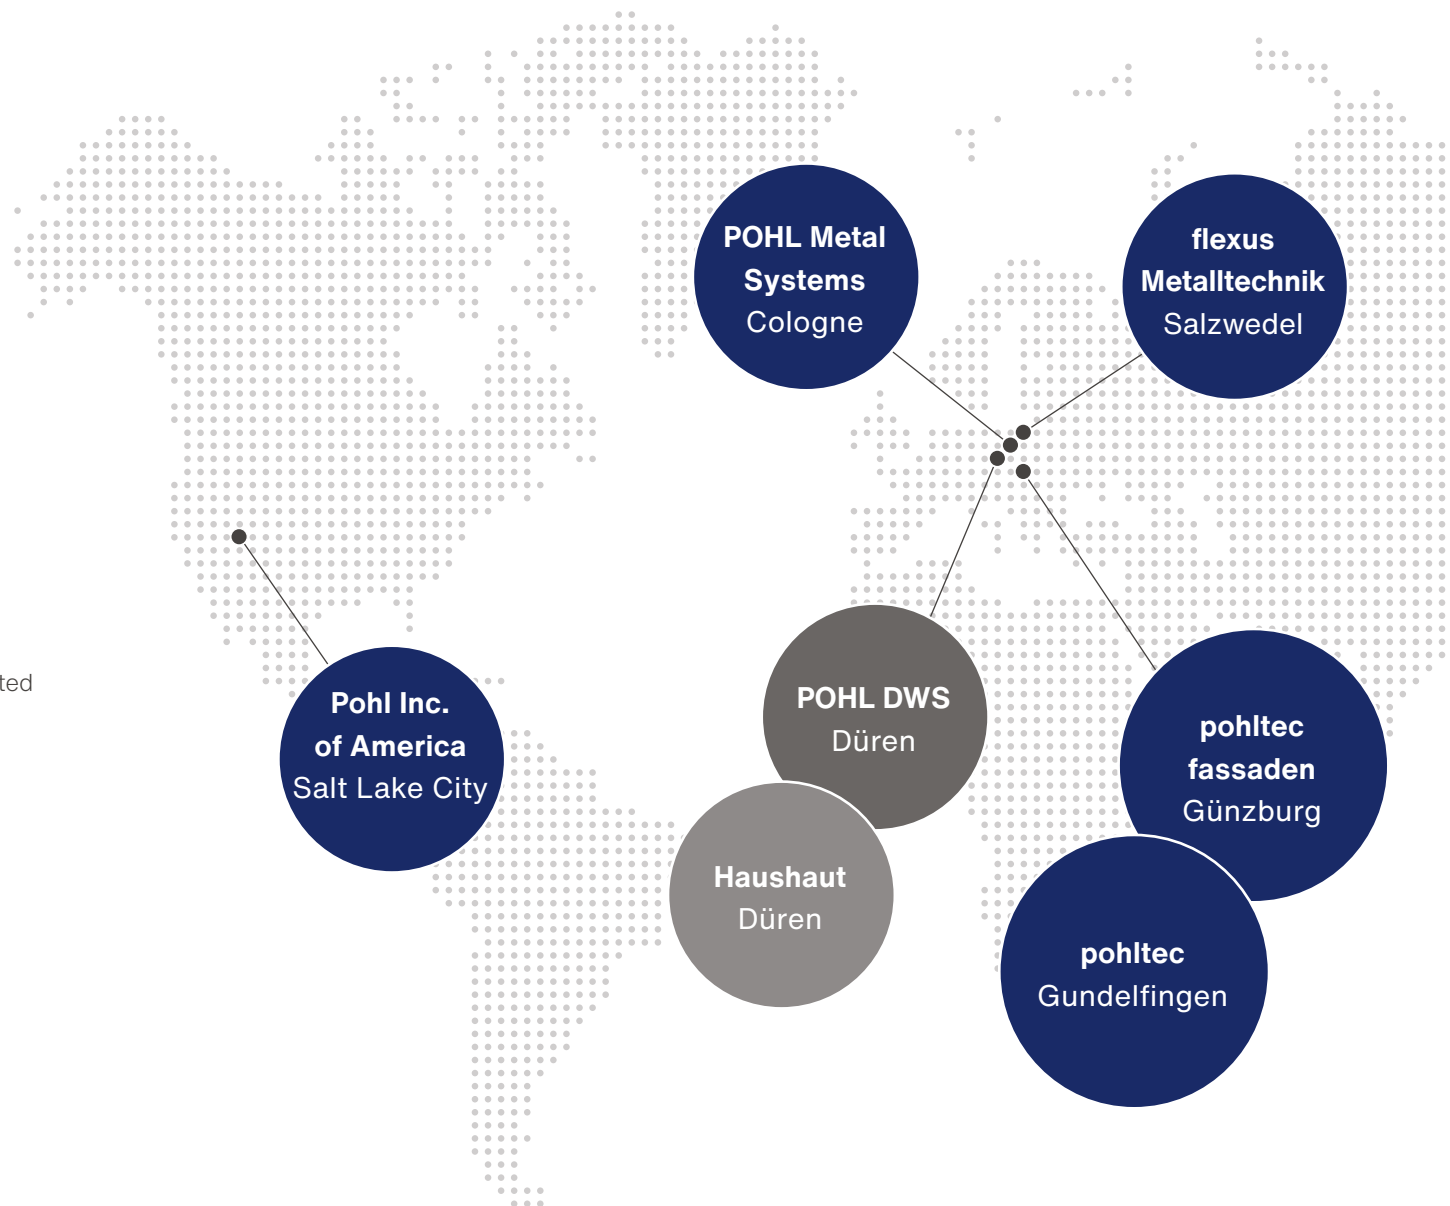 POHL Metal
Systems
Cologne
flexus
Metalltechnik
Salzwedel
ted
Pohl Inc.
of America
Salt Lake City
POHL DWS
Düren
pohltec
fassaden
Günzburg
Haushaut
Düren
pohltec
Gundelfingen